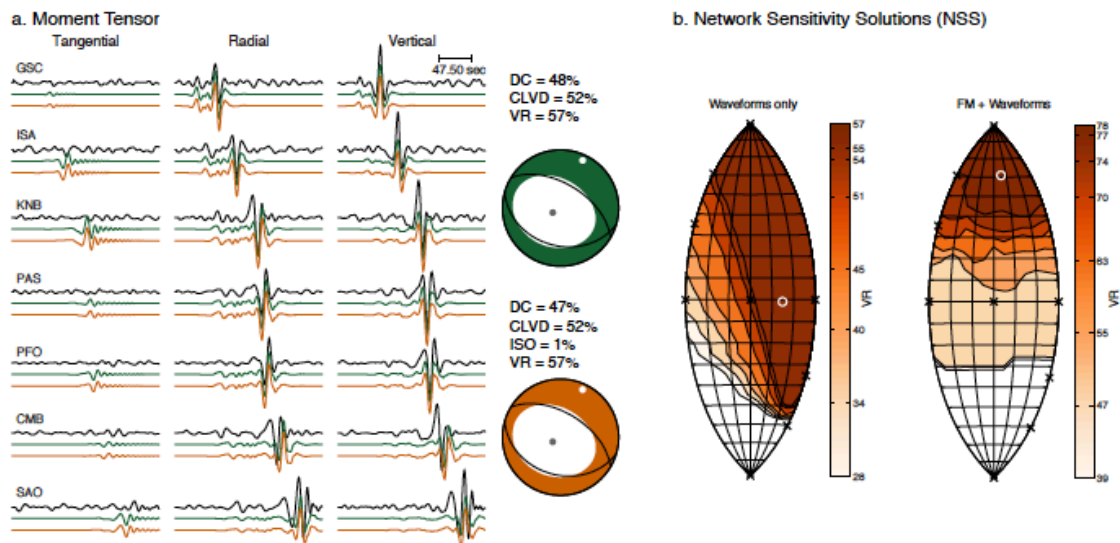 a. Moment Tensor
b. Network Sensitivity Solutions (NSS)
Tangential
Radial
Vertical
47.50 sec
GSC
ISA
KNB
PAS
PFO
CMB
SAO
DC = 48%
CLVD = 52%
VR = 57%
DC = 47%
CLVD = 52%
ISO = 1%
VR = 57%
Waveforms only
57
55
54
51
45
40
34
28
VR
FM + Waveforms
78
77
74
70
63
55
47
39
VR